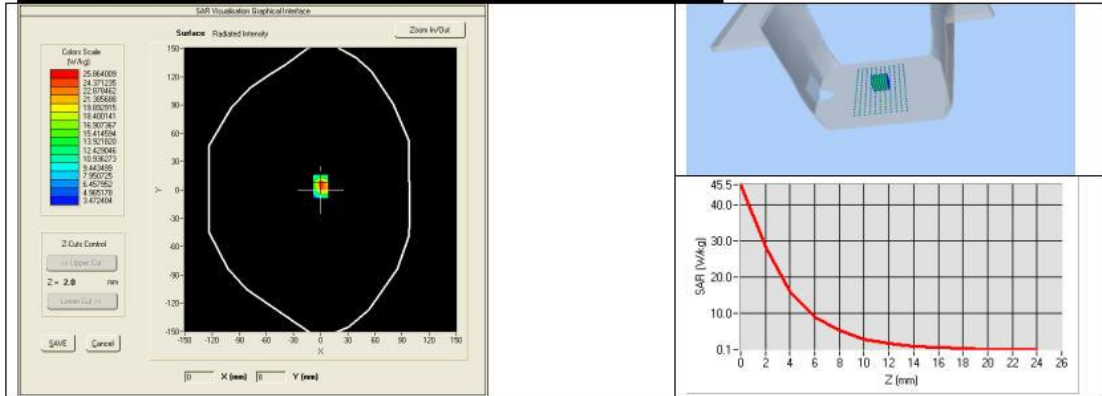 SAR Visualisation Graphical Interface
Surface Radiated Intensity
Zoom In/Out
Colors Scale
(W/kg)
25.864009
24.371235
22.878462
21.385688
19.892915
18.400141
16.907367
15.414594
13.921820
12.429046
10.936273
9.443499
7.950725
6.457952
4.965178
3.472404
Z-Cuts Control
<< Upper Cut
Z = 2.0 mm
Lower Cut >>
SAVE Cancel
150-
120-
90-
60-
30-
0-
-30-
-60-
-90-
-120-
-150-
Y
-150 -120 -90 -60 -30 0 30 60 90 120 150
X
0 X (mm) 0 Y (mm)
45.5-
40.0-
30.0-
20.0-
10.0-
0.1-
SAR (W/kg)
0 2 4 6 8 10 12 14 16 18 20 22 24 26
Z (mm)